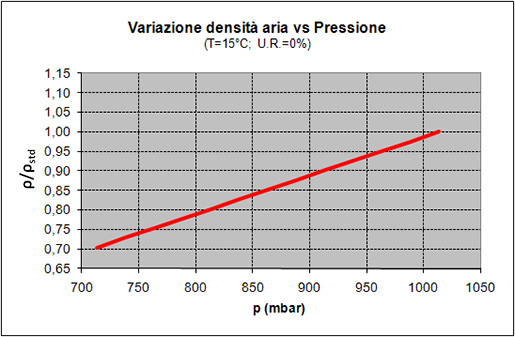 Variazione densità aria vs Pressione
(T=15°C; U.R.=0%)
1,15
1,10
1,05
1,00
0,95
0,90
0,85
0,80
0,75
0,70
0,65
ρ/ρstd
700 750 800 850 900 950 1000 1050
p (mbar)